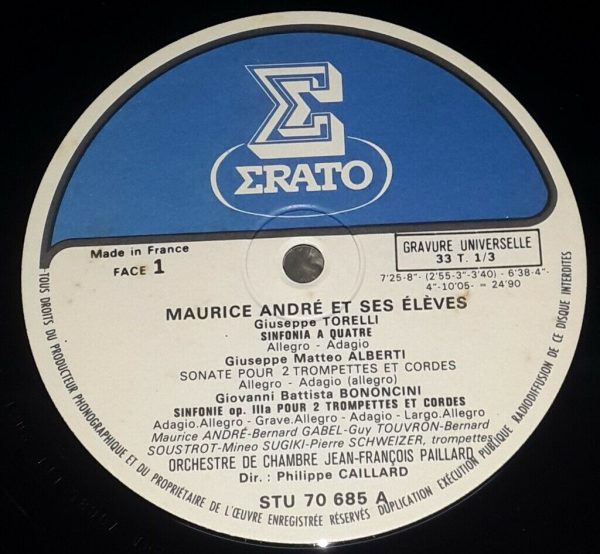 Σ
ΣRATO
Made in France
FACE 1
GRAVURE UNIVERSELLE
33 T. 1/3
7'25-8"- (2'55-3"-3'40) - 6'38-4"-
4"-10'05- = 24'90
MAURICE ANDRÉ ET SES ÉLÈVES
Giuseppe TORELLI
SINFONIA A QUATRE
Allegro - Adagio
Giuseppe Matteo ALBERTI
SONATE POUR 2 TROMPETTES ET CORDES
Allegro - Adagio (allegro)
Giovanni Battista BONONCINI
SINFONIE op. IIIa POUR 2 TROMPETTES ET CORDES
Adagio.Allegro - Grave.Allegro - Adagio - Largo.Allegro
Maurice ANDRÉ-Bernard GABEL-Guy TOUVRON-Bernard
SOUSTROT-Mineo SUGIKI-Pierre SCHWEIZER, trompettes
ORCHESTRE DE CHAMBRE JEAN-FRANÇOIS PAILLARD
Dir. : Philippe CAILLARD
STU 70 685 A
-TOUS DROITS DU PRODUCTEUR PHONOGRAPHIQUE ET DU PROPRIÉTAIRE DE L'ŒUVRE ENREGISTRÉE RÉSERVÉS DUPLICATION EXÉCUTION PUBLIQUE RADIODIFFUSION DE CE DISQUE INTERDITES